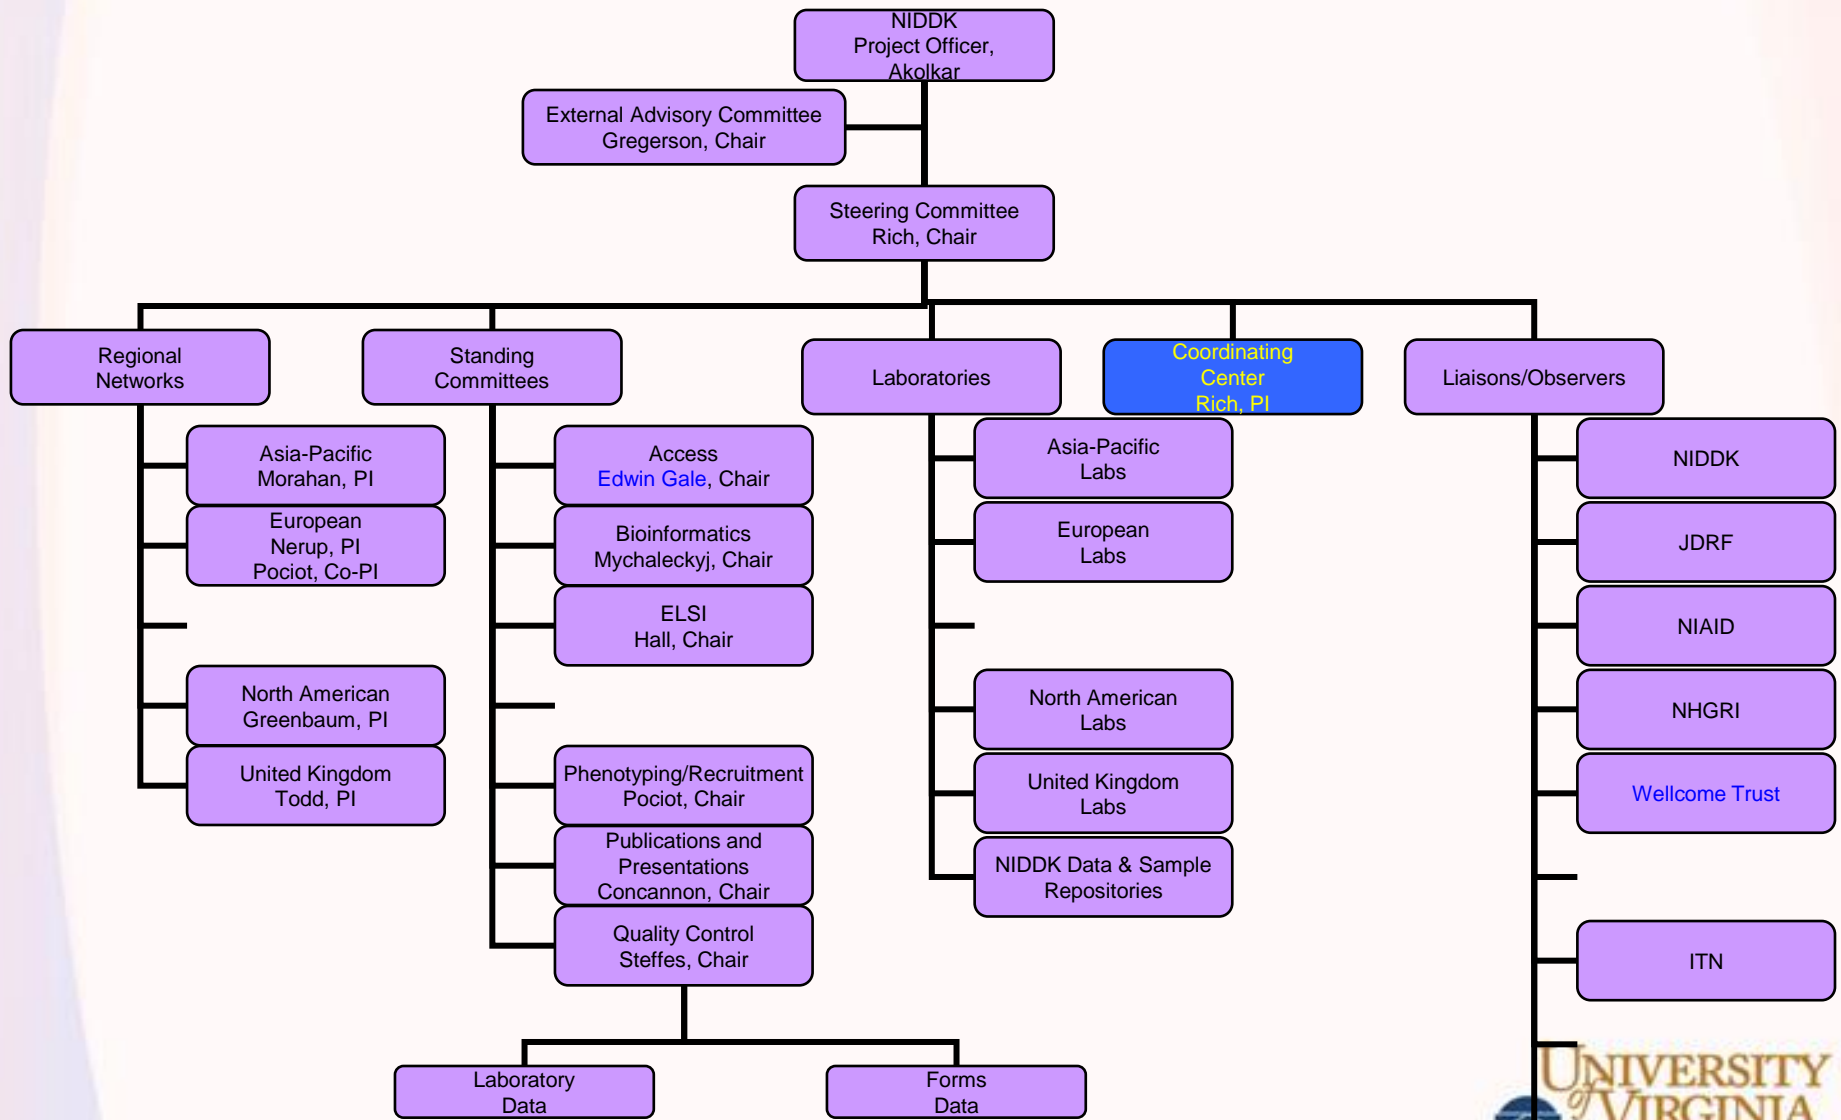 NIDDK
Project Officer,
Akolkar
External Advisory Committee
Gregerson, Chair
Steering Committee
Rich, Chair
Regional
Networks
Standing
Committees
Laboratories
Coordinating
Center
Rich, PI
Liaisons/Observers
Asia-Pacific
Morahan, PI
European
Nerup, PI
Pociot, Co-PI
North American
Greenbaum, PI
United Kingdom
Todd, PI
Access
Edwin Gale, Chair
Bioinformatics
Mychaleckyj, Chair
ELSI
Hall, Chair
Phenotyping/Recruitment
Pociot, Chair
Publications and
Presentations
Concannon, Chair
Quality Control
Steffes, Chair
Laboratory
Data
Forms
Data
Asia-Pacific
Labs
European
Labs
North American
Labs
United Kingdom
Labs
NIDDK Data & Sample
Repositories
NIDDK
JDRF
NIAID
NHGRI
Wellcome Trust
ITN
UNIVERSITY
of VIRGINIA